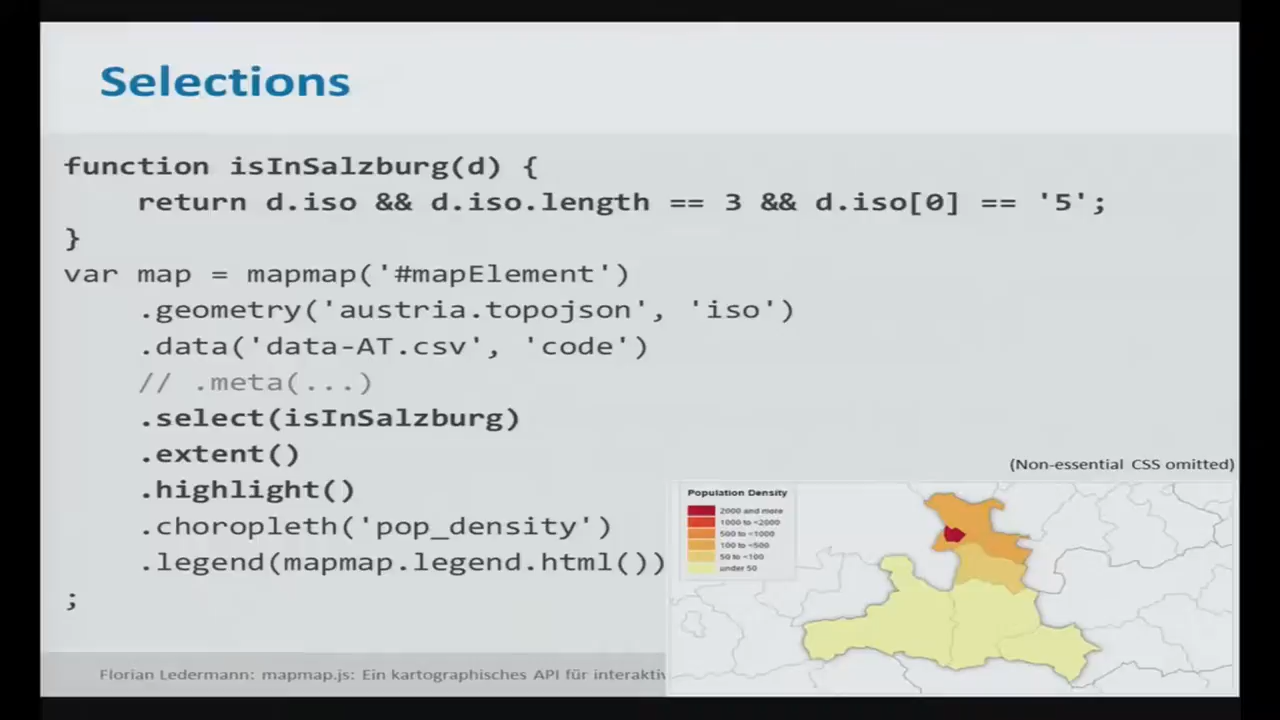 Selections
function isInSalzburg(d) {
return d.iso && d.iso.length == 3 && d.iso[0] == '5';
}
var map = mapmap('#mapElement')
.geometry('austria.topojson', 'iso')
.data('data-AT.csv', 'code')
// .meta(...)
.select(isInSalzburg)
.extent()
.highlight()
.choropleth('pop_density')
.legend(mapmap.legend.html())
;
(Non-essential CSS omitted)
Population Density
2000 and more
1000 to <2000
500 to <1000
100 to <500
50 to <100
under 50
Florian Ledermann: mapmap.js: Ein kartographisches API für interaktiv